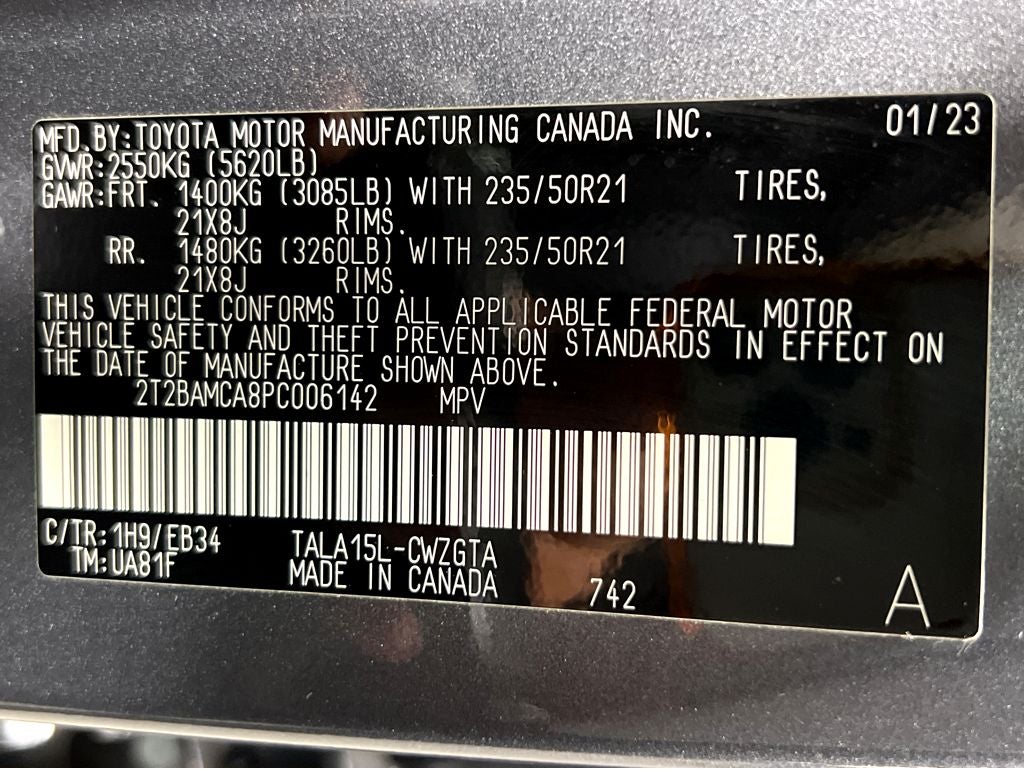 MFD.BY:TOYOTA MOTOR MANUFACTURING CANADA INC. 01/23
GVWR:2550KG (5620LB)
GAWR:FRT. 1400KG (3085LB) WITH 235/50R21 TIRES,
21X8J RIMS.
RR. 1480KG (3260LB) WITH 235/50R21 TIRES,
21X8J RIMS.
THIS VEHICLE CONFORMS TO ALL APPLICABLE FEDERAL MOTOR
VEHICLE SAFETY AND THEFT PREVENTION STANDARDS IN EFFECT ON
THE DATE OF MANUFACTURE SHOWN ABOVE.
2T2BAMCA8PC006142 MPV
C/TR:1H9/EB34 TALA15L-CWZGTA
TM:UA81F MADE IN CANADA 742 A